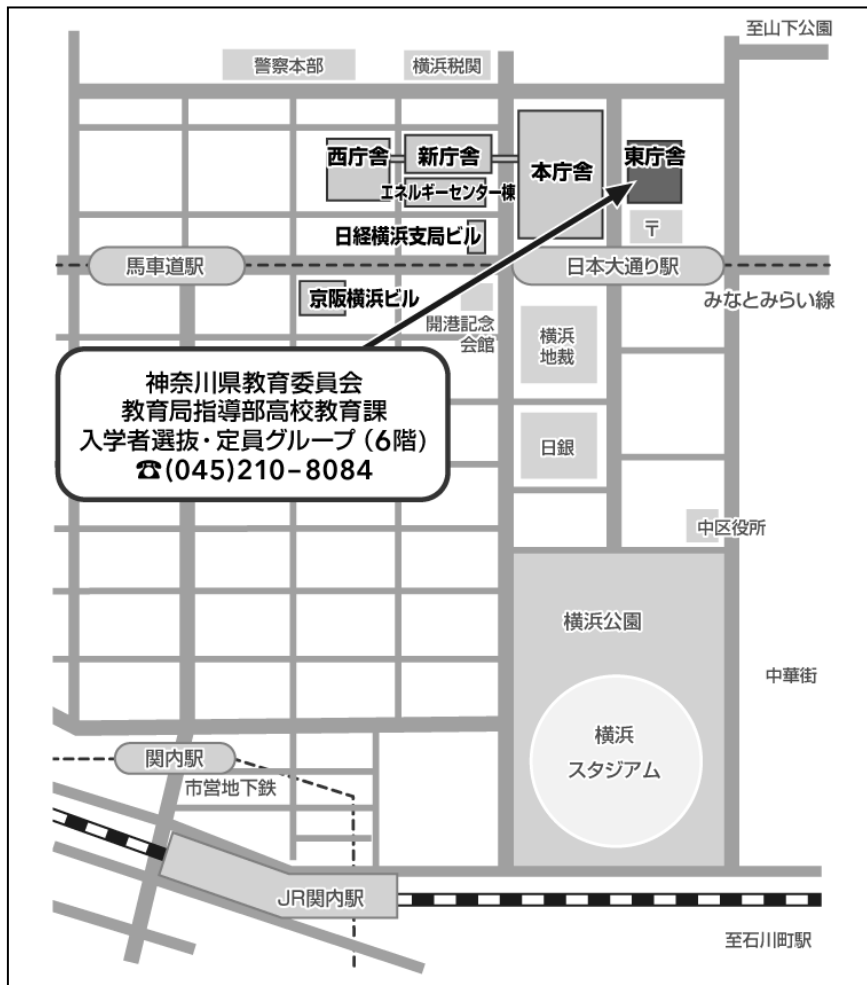 至山下公園
警察本部
横浜税関
西庁舎
新庁舎
本庁舎
東庁舎
エネルギーセンター棟
日経横浜支局ビル
〒
馬車道駅
日本大通り駅
みなとみらい線
京阪横浜ビル
開港記念
会館
横浜
地裁
神奈川県教育委員会
教育局指導部高校教育課
入学者選抜・定員グループ(6階)
☎(045)210-8084
日銀
中区役所
横浜公園
中華街
横浜
スタジアム
関内駅
市営地下鉄
JR関内駅
至石川町駅